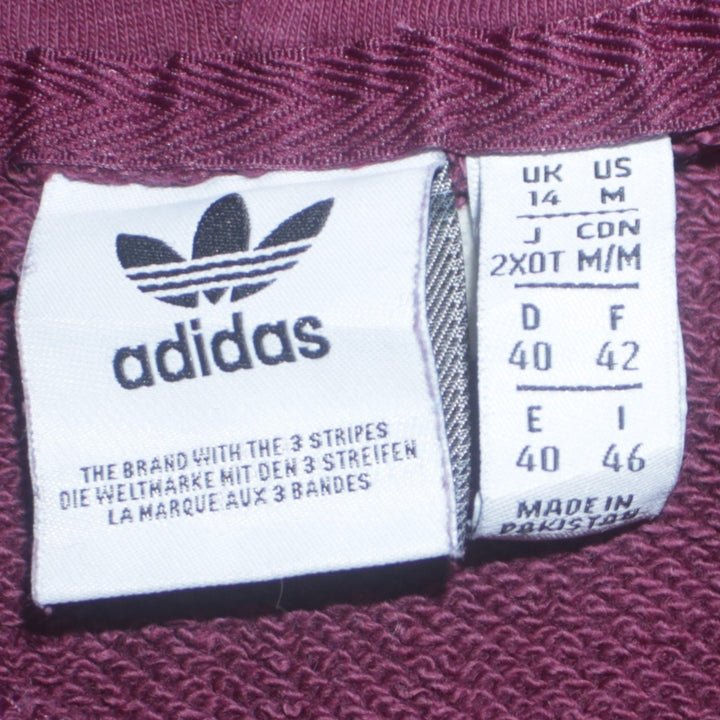 adidas
THE BRAND WITH THE 3 STRIPES
DIE WELTMARKE MIT DEN 3 STREIFEN
LA MARQUE AUX 3 BANDES
UK US
14 M
J CDN
2XOT M/M
D F
40 42
E I
40 46
MADE IN
PAKISTAN